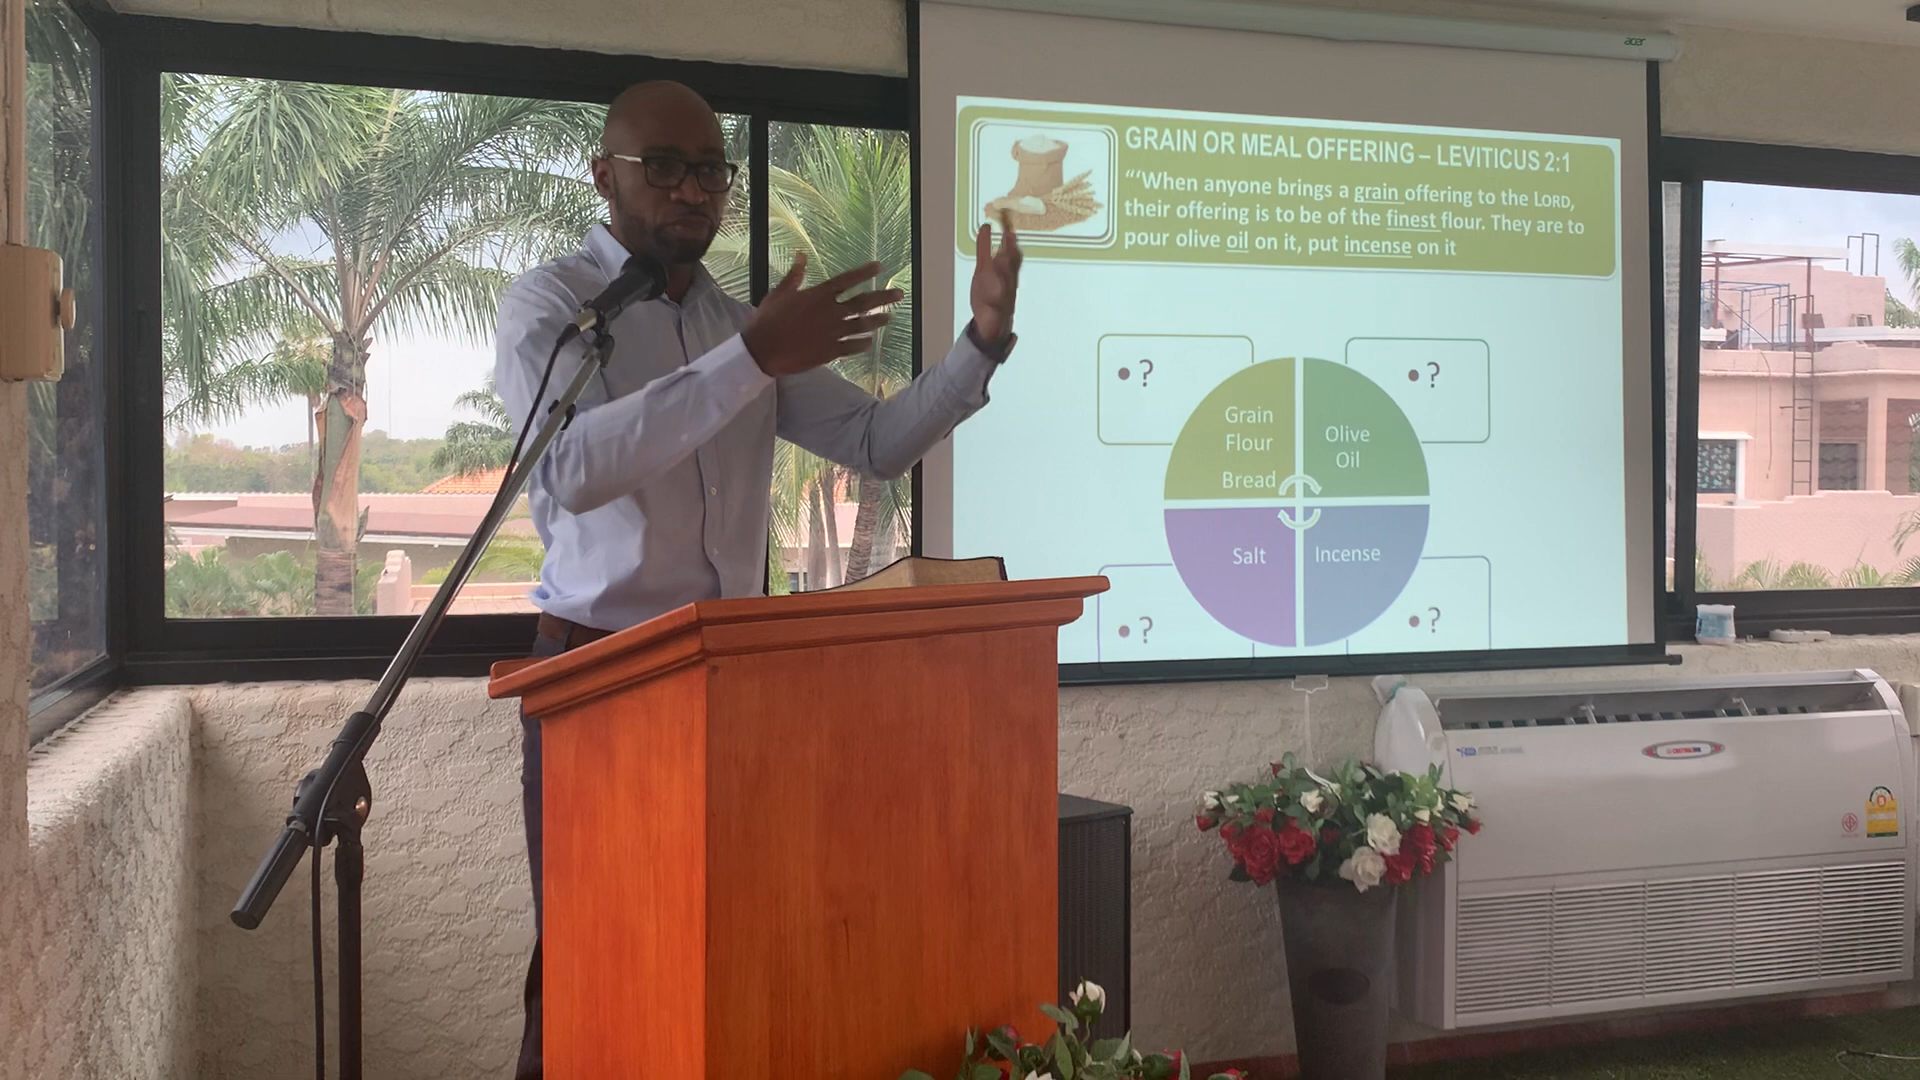 acer
GRAIN OR MEAL OFFERING – LEVITICUS 2:1
“‘When anyone brings a grain offering to the LORD,
their offering is to be of the finest flour. They are to
pour olive oil on it, put incense on it
•?
•?
Grain
Flour
Bread
Olive
Oil
Salt
Incense
•?
•?